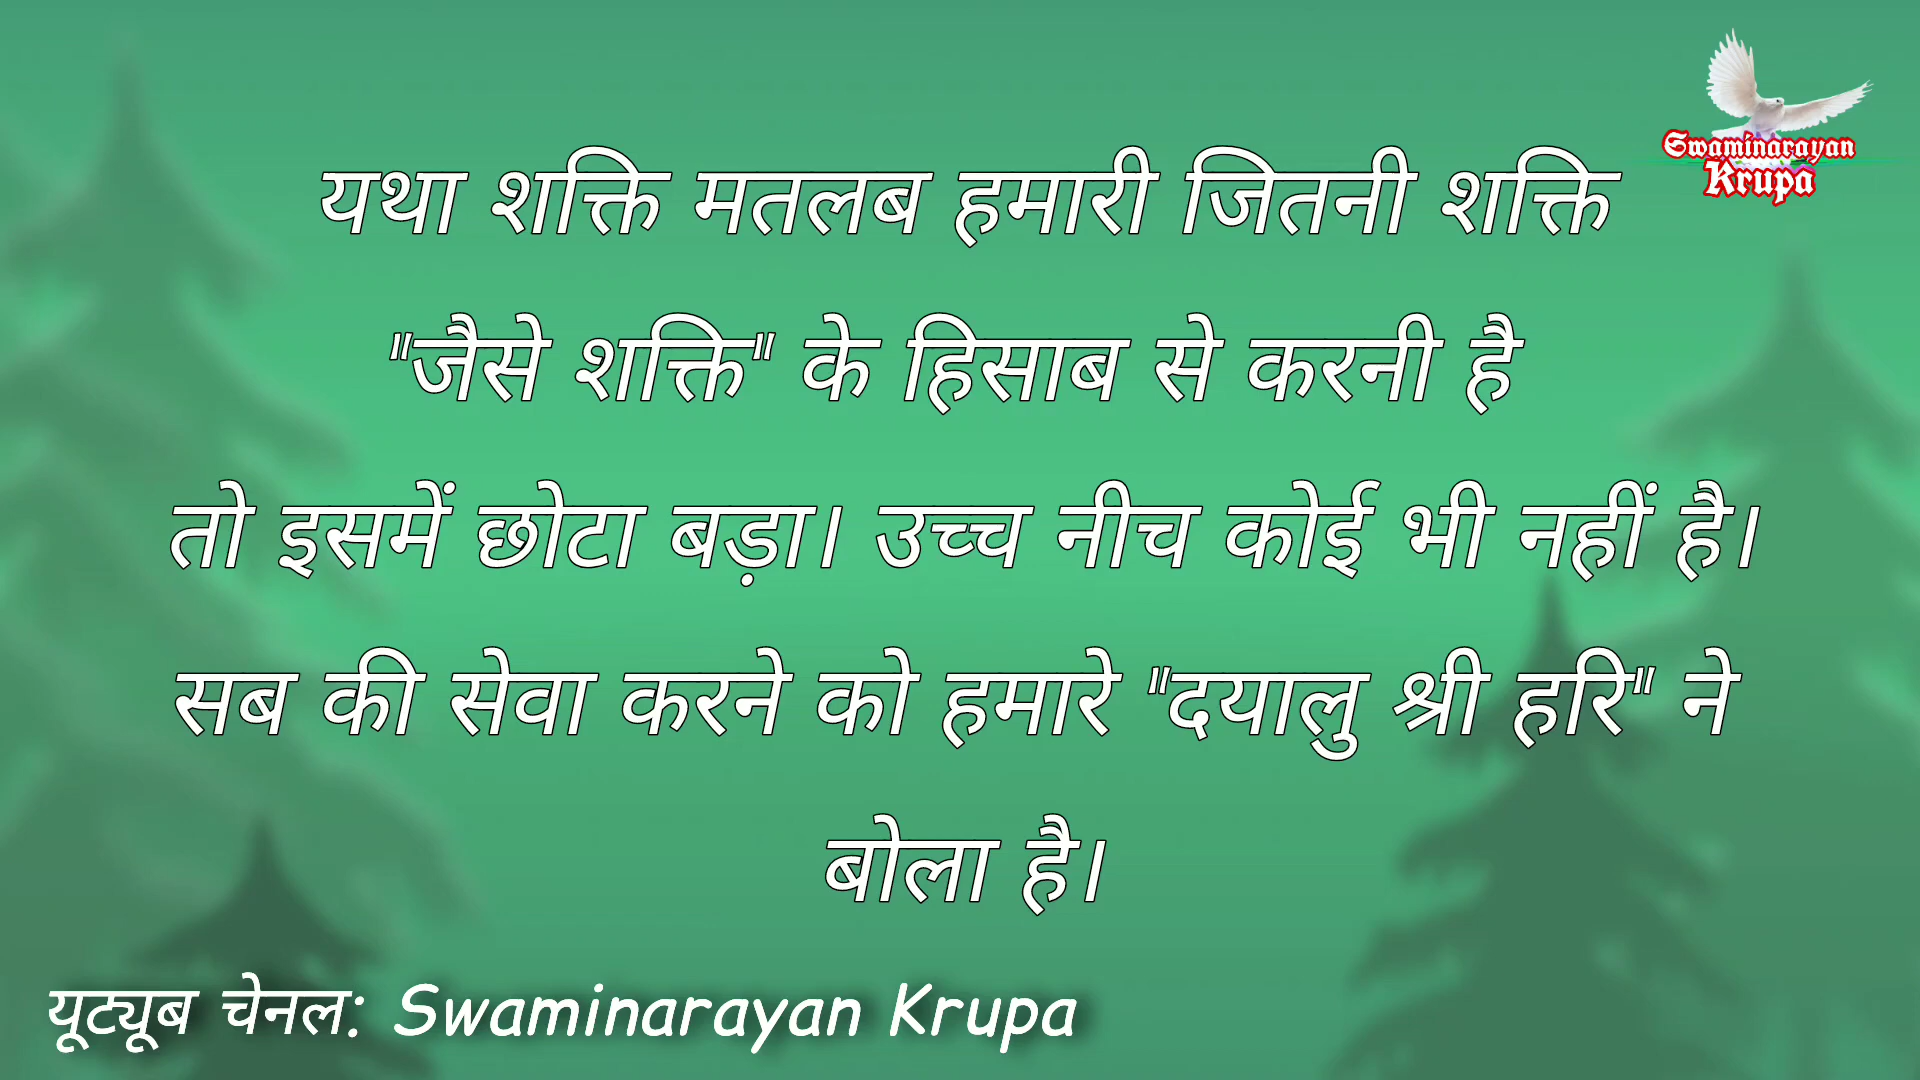 Swaminarayan
Krupa
यथा शक्ति मतलब हमारी जितनी शक्ति
"जैसे शक्ति" के हिसाब से करनी है
तो इसमें छोटा बड़ा। उच्च नीच कोई भी नहीं है।
सब की सेवा करने को हमारे "दयालु श्री हरि" ने
बोला है।
यूट्यूब चेनल: Swaminarayan Krupa